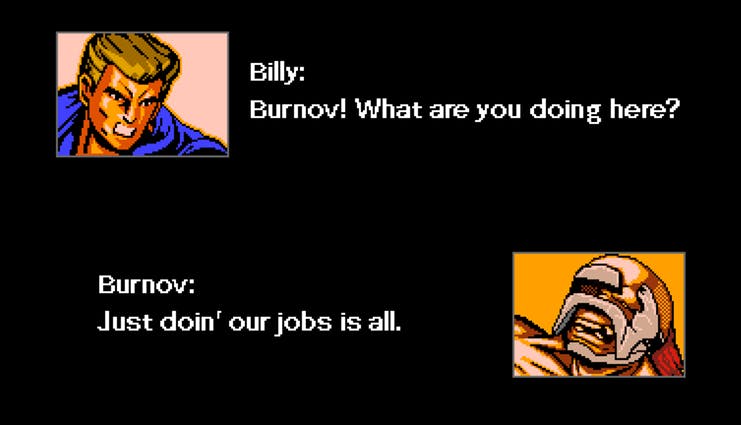 Billy:
Burnov! What are you doing here?
Burnov:
Just doin' our jobs is all.